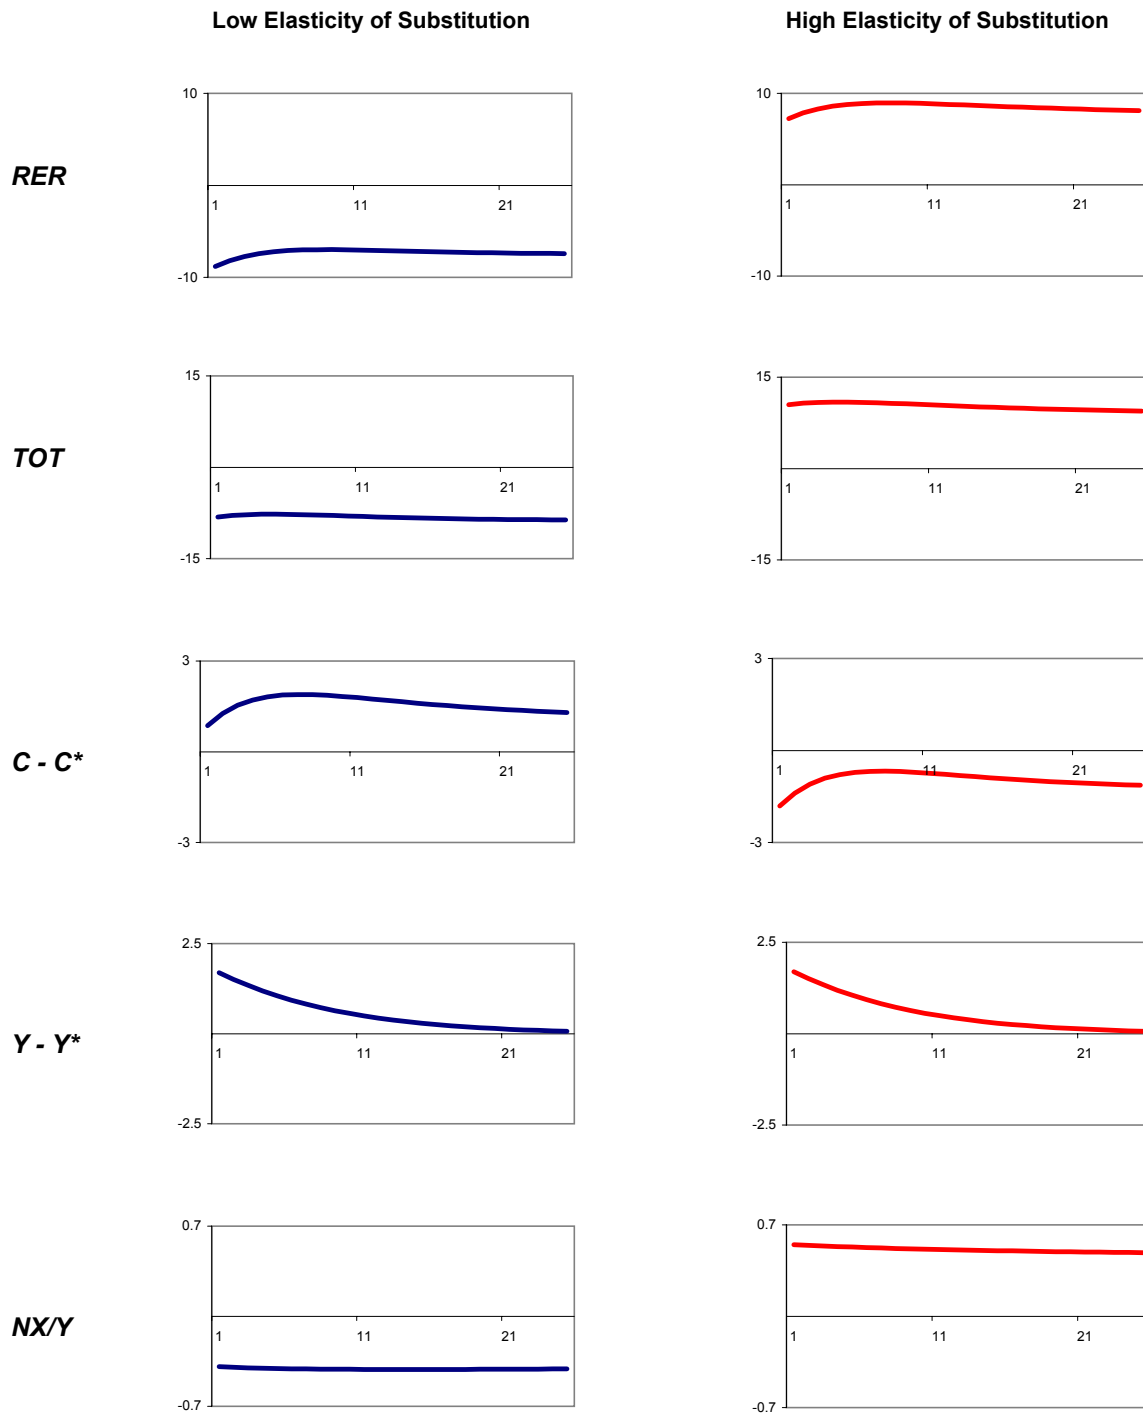 Low Elasticity of Substitution High Elasticity of Substitution
10 10
RER
1 11 21 1 11 21
-10 -10
15 15
TOT
1 11 21 1 11 21
-15 -15
3 3
C - C*
1 11 21 1 11 21
-3 -3
2.5 2.5
Y - Y*
1 11 21 1 11 21
-2.5 -2.5
0.7 0.7
NX/Y
1 11 21 1 11 21
-0.7 -0.7